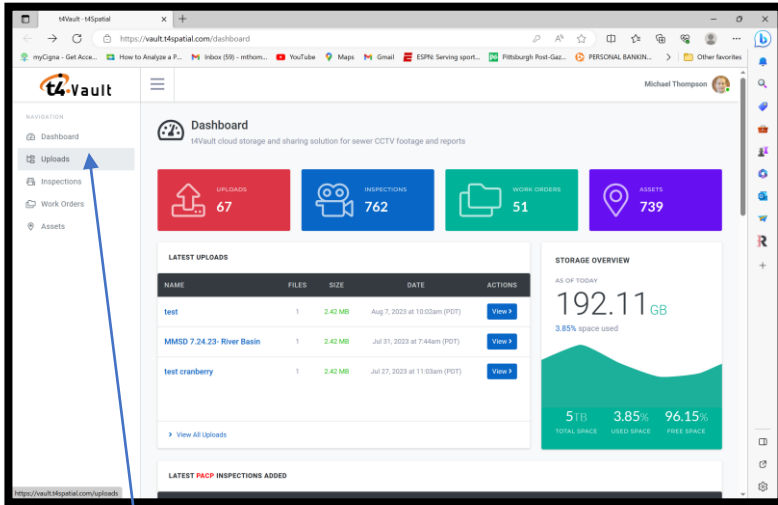 t4Vault - t4Spatial
https://vault.t4spatial.com/dashboard
myCigna - Get Acce...
How to Analyze a P...
Inbox (59) - mthom...
YouTube
Maps
Gmail
ESPN: Serving sport...
Pittsburgh Post-Gaz...
PERSONAL BANKIN...
Other favorites
t4 Vault
Michael Thompson
NAVIGATION
Dashboard
Uploads
Inspections
Work Orders
Assets
Dashboard
t4Vault cloud storage and sharing solution for sewer CCTV footage and reports
UPLOADS
67
INSPECTIONS
762
WORK ORDERS
51
ASSETS
739
LATEST UPLOADS
NAME FILES SIZE DATE ACTIONS
test 1 2.42 MB Aug 7, 2023 at 10:02am (PDT) View >
MMSD 7.24.23- River Basin 1 2.42 MB Jul 31, 2023 at 7:44am (PDT) View >
test cranberry 1 2.42 MB Jul 27, 2023 at 11:03am (PDT) View >
> View All Uploads
STORAGE OVERVIEW
AS OF TODAY
192.11 GB
3.85% space used
5TB 3.85% 96.15%
TOTAL SPACE USED SPACE FREE SPACE
LATEST PACP INSPECTIONS ADDED
https://vault.t4spatial.com/uploads